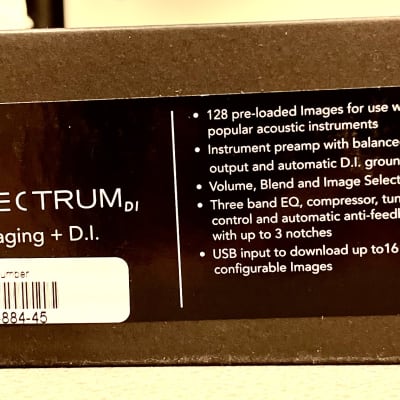 ECTRUM DI
aging + D.I.
umber
-884-45
• 128 pre-loaded Images for use w
popular acoustic instruments
• Instrument preamp with balance
output and automatic D.I. groun
• Volume, Blend and Image Select
• Three band EQ, compressor, tun
control and automatic anti-feedb
with up to 3 notches
• USB input to download up to16
configurable Images